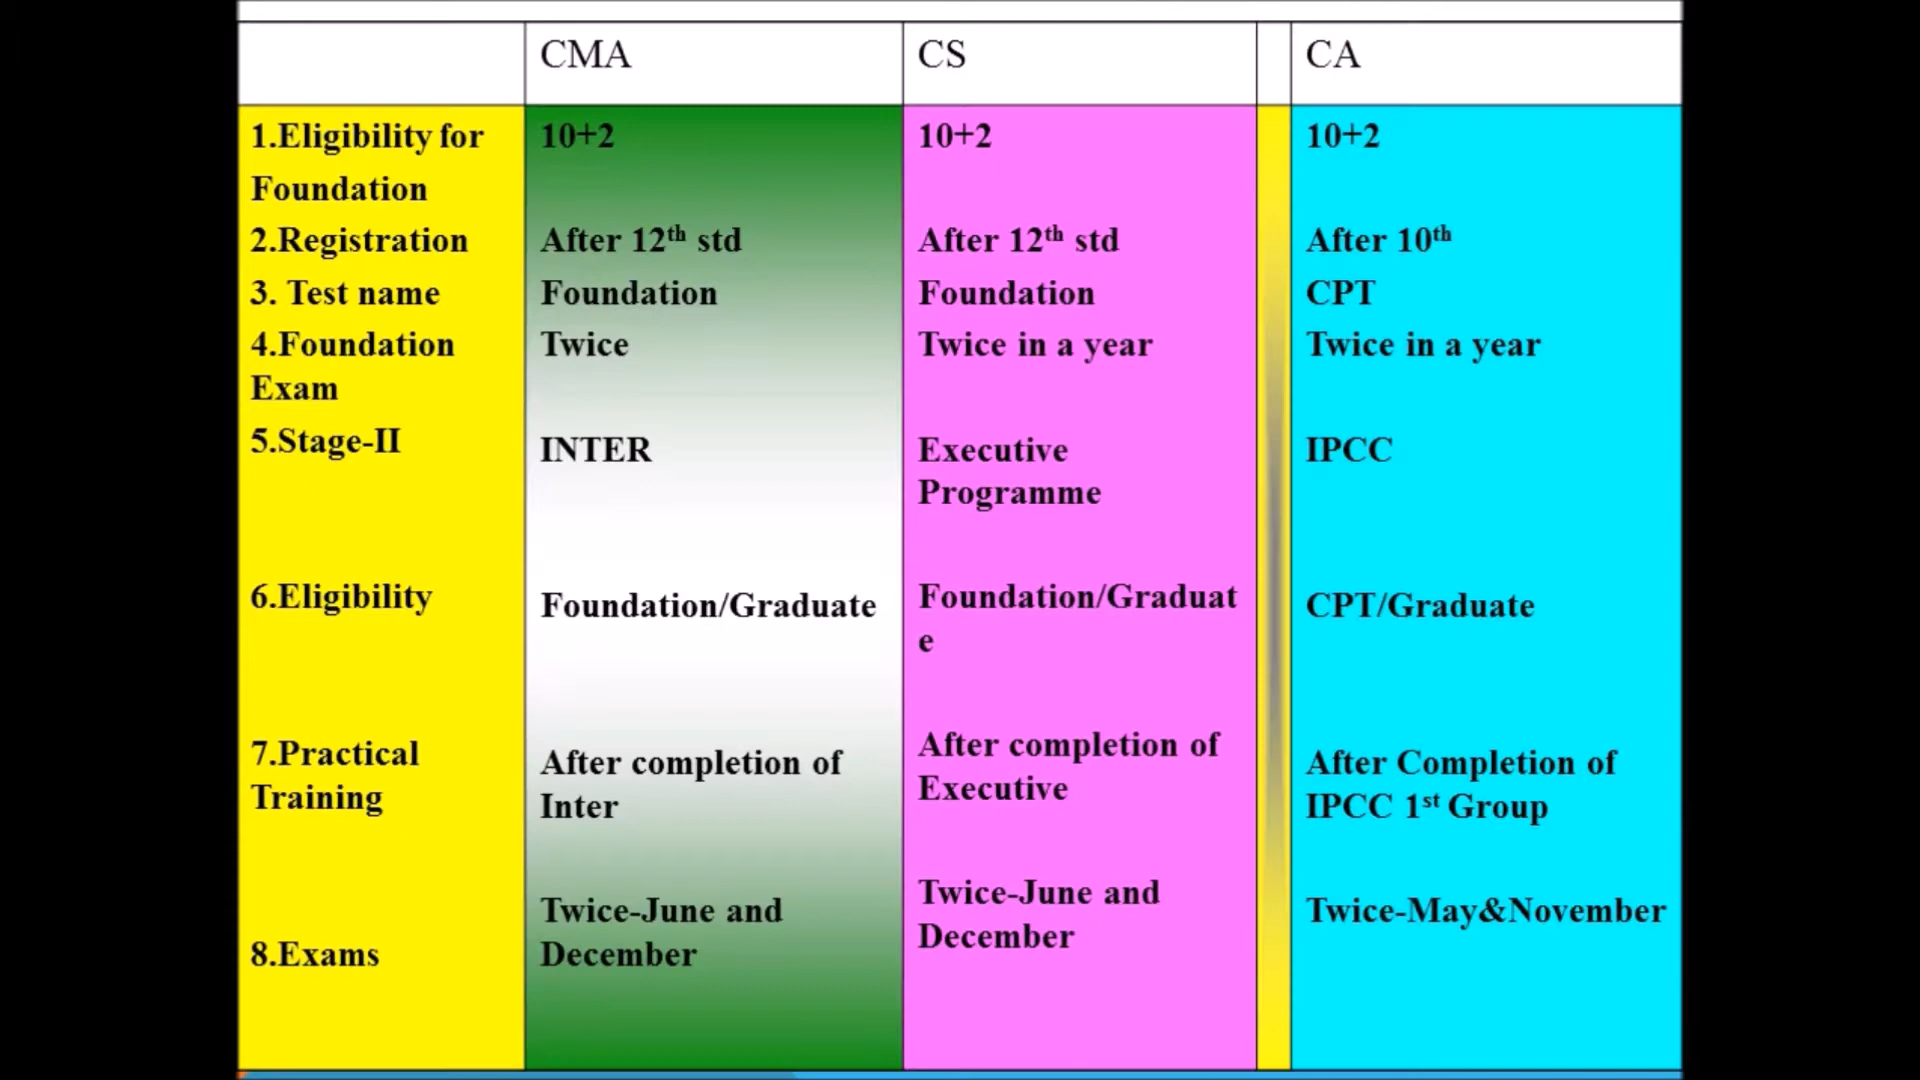 CMA CS CA
1.Eligibility for 10+2 10+2 10+2
Foundation
2.Registration After 12th std After 12th std After 10th
3. Test name Foundation Foundation CPT
4.Foundation Twice Twice in a year Twice in a year
Exam
5.Stage-II INTER Executive IPCC
Programme
6.Eligibility Foundation/Graduate Foundation/Graduat CPT/Graduate
e
7.Practical After completion of After completion of After Completion of
Training Inter Executive IPCC 1st Group
Twice-June and Twice-June and Twice-May&November
8.Exams December December